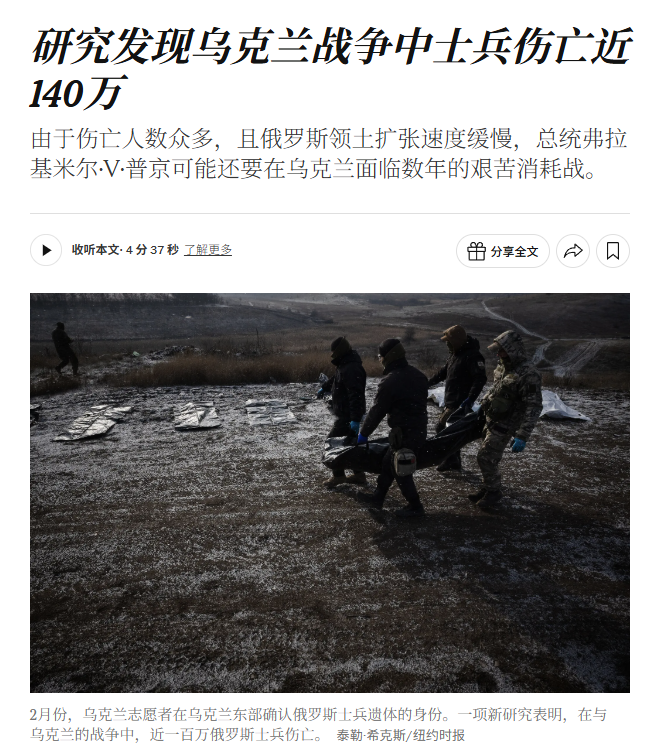 研究发现乌克兰战争中士兵伤亡近
140万
由于伤亡人数众多，且俄罗斯领土扩张速度缓慢，总统弗拉
基米尔·V·普京可能还要在乌克兰面临数年的艰苦消耗战。
收听本文· 4 分 37 秒 了解更多
分享全文
2月份，乌克兰志愿者在乌克兰东部确认俄罗斯士兵遗体的身份。一项新研究表明，在与
乌克兰的战争中，近一百万俄罗斯士兵伤亡。 泰勒·希克斯/纽约时报